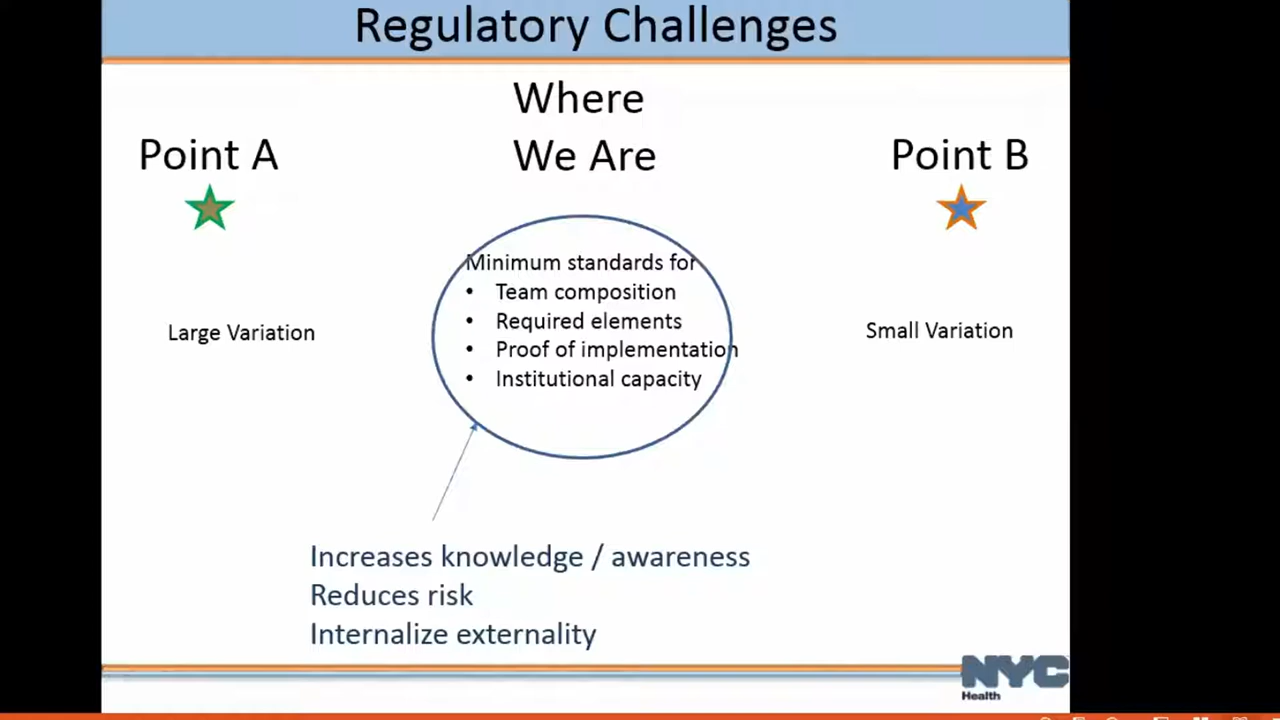 Regulatory Challenges
Where
We Are
Point A
Point B
Minimum standards for
• Team composition
• Required elements
• Proof of implementation
• Institutional capacity
Large Variation
Small Variation
Increases knowledge / awareness
Reduces risk
Internalize externality
NYC
Health